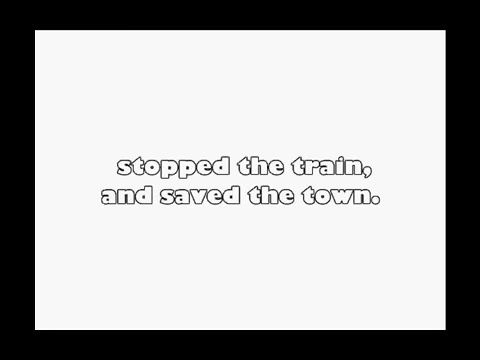 stopped the train,
and saved the town.